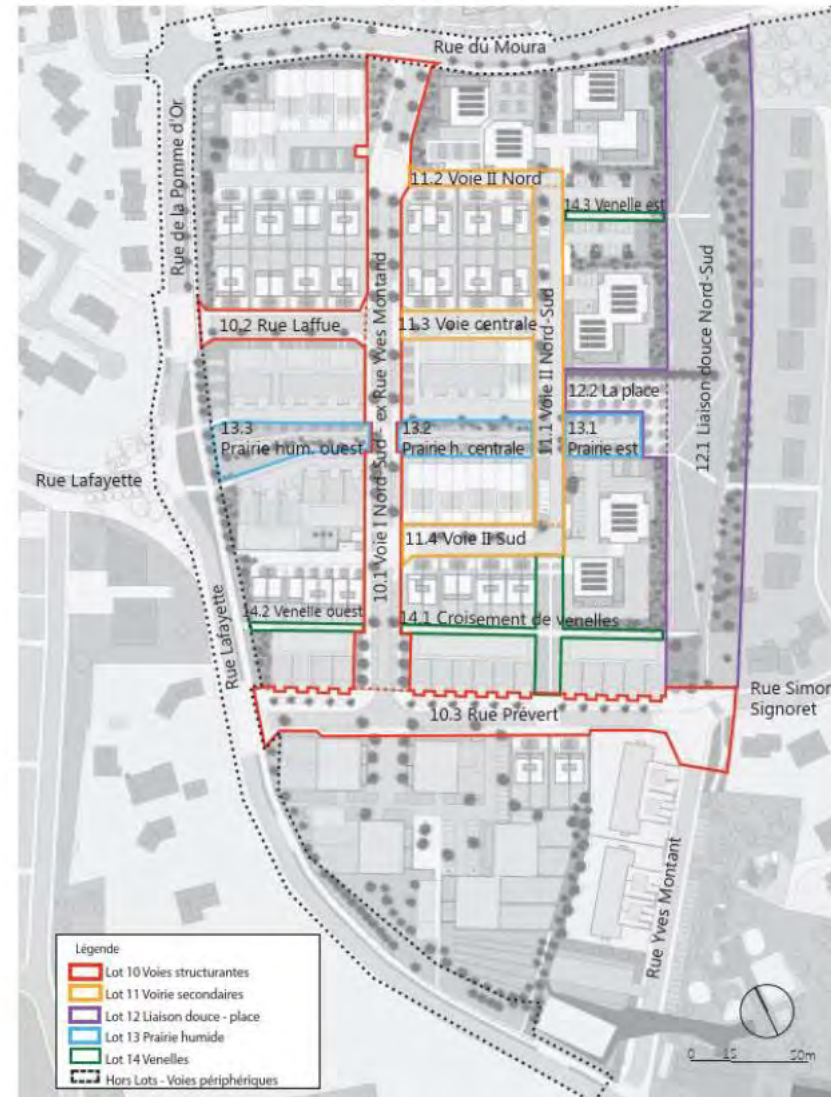 Rue du Moura
Rue de la Pomme d'Or
11.2 Voie II Nord
14.3 Venelle est
10.2 Rue Laffue
11.3 Voie centrale
10.1 Voie I Nord-Sud - ex Rue Yves Montand
11.1 Voie II Nord-Sud
12.2 La place
12.1 Liaison douce Nord-Sud
13.3
Prairie hum. ouest
13.2
Prairie h. centrale
13.1
Prairie est
Rue Lafayette
11.4 Voie II Sud
Rue Lafayette
14.2 Venelle ouest
14.1 Croisement de venelles
Rue Simon
Signoret
10.3 Rue Prévert
Rue Yves Montant
Légende
Lot 10 Voies structurantes
Lot 11 Voirie secondaires
Lot 12 Liaison douce - place
Lot 13 Prairie humide
Lot 14 Venelles
Hors Lots - Voies périphériques
0 15 50m